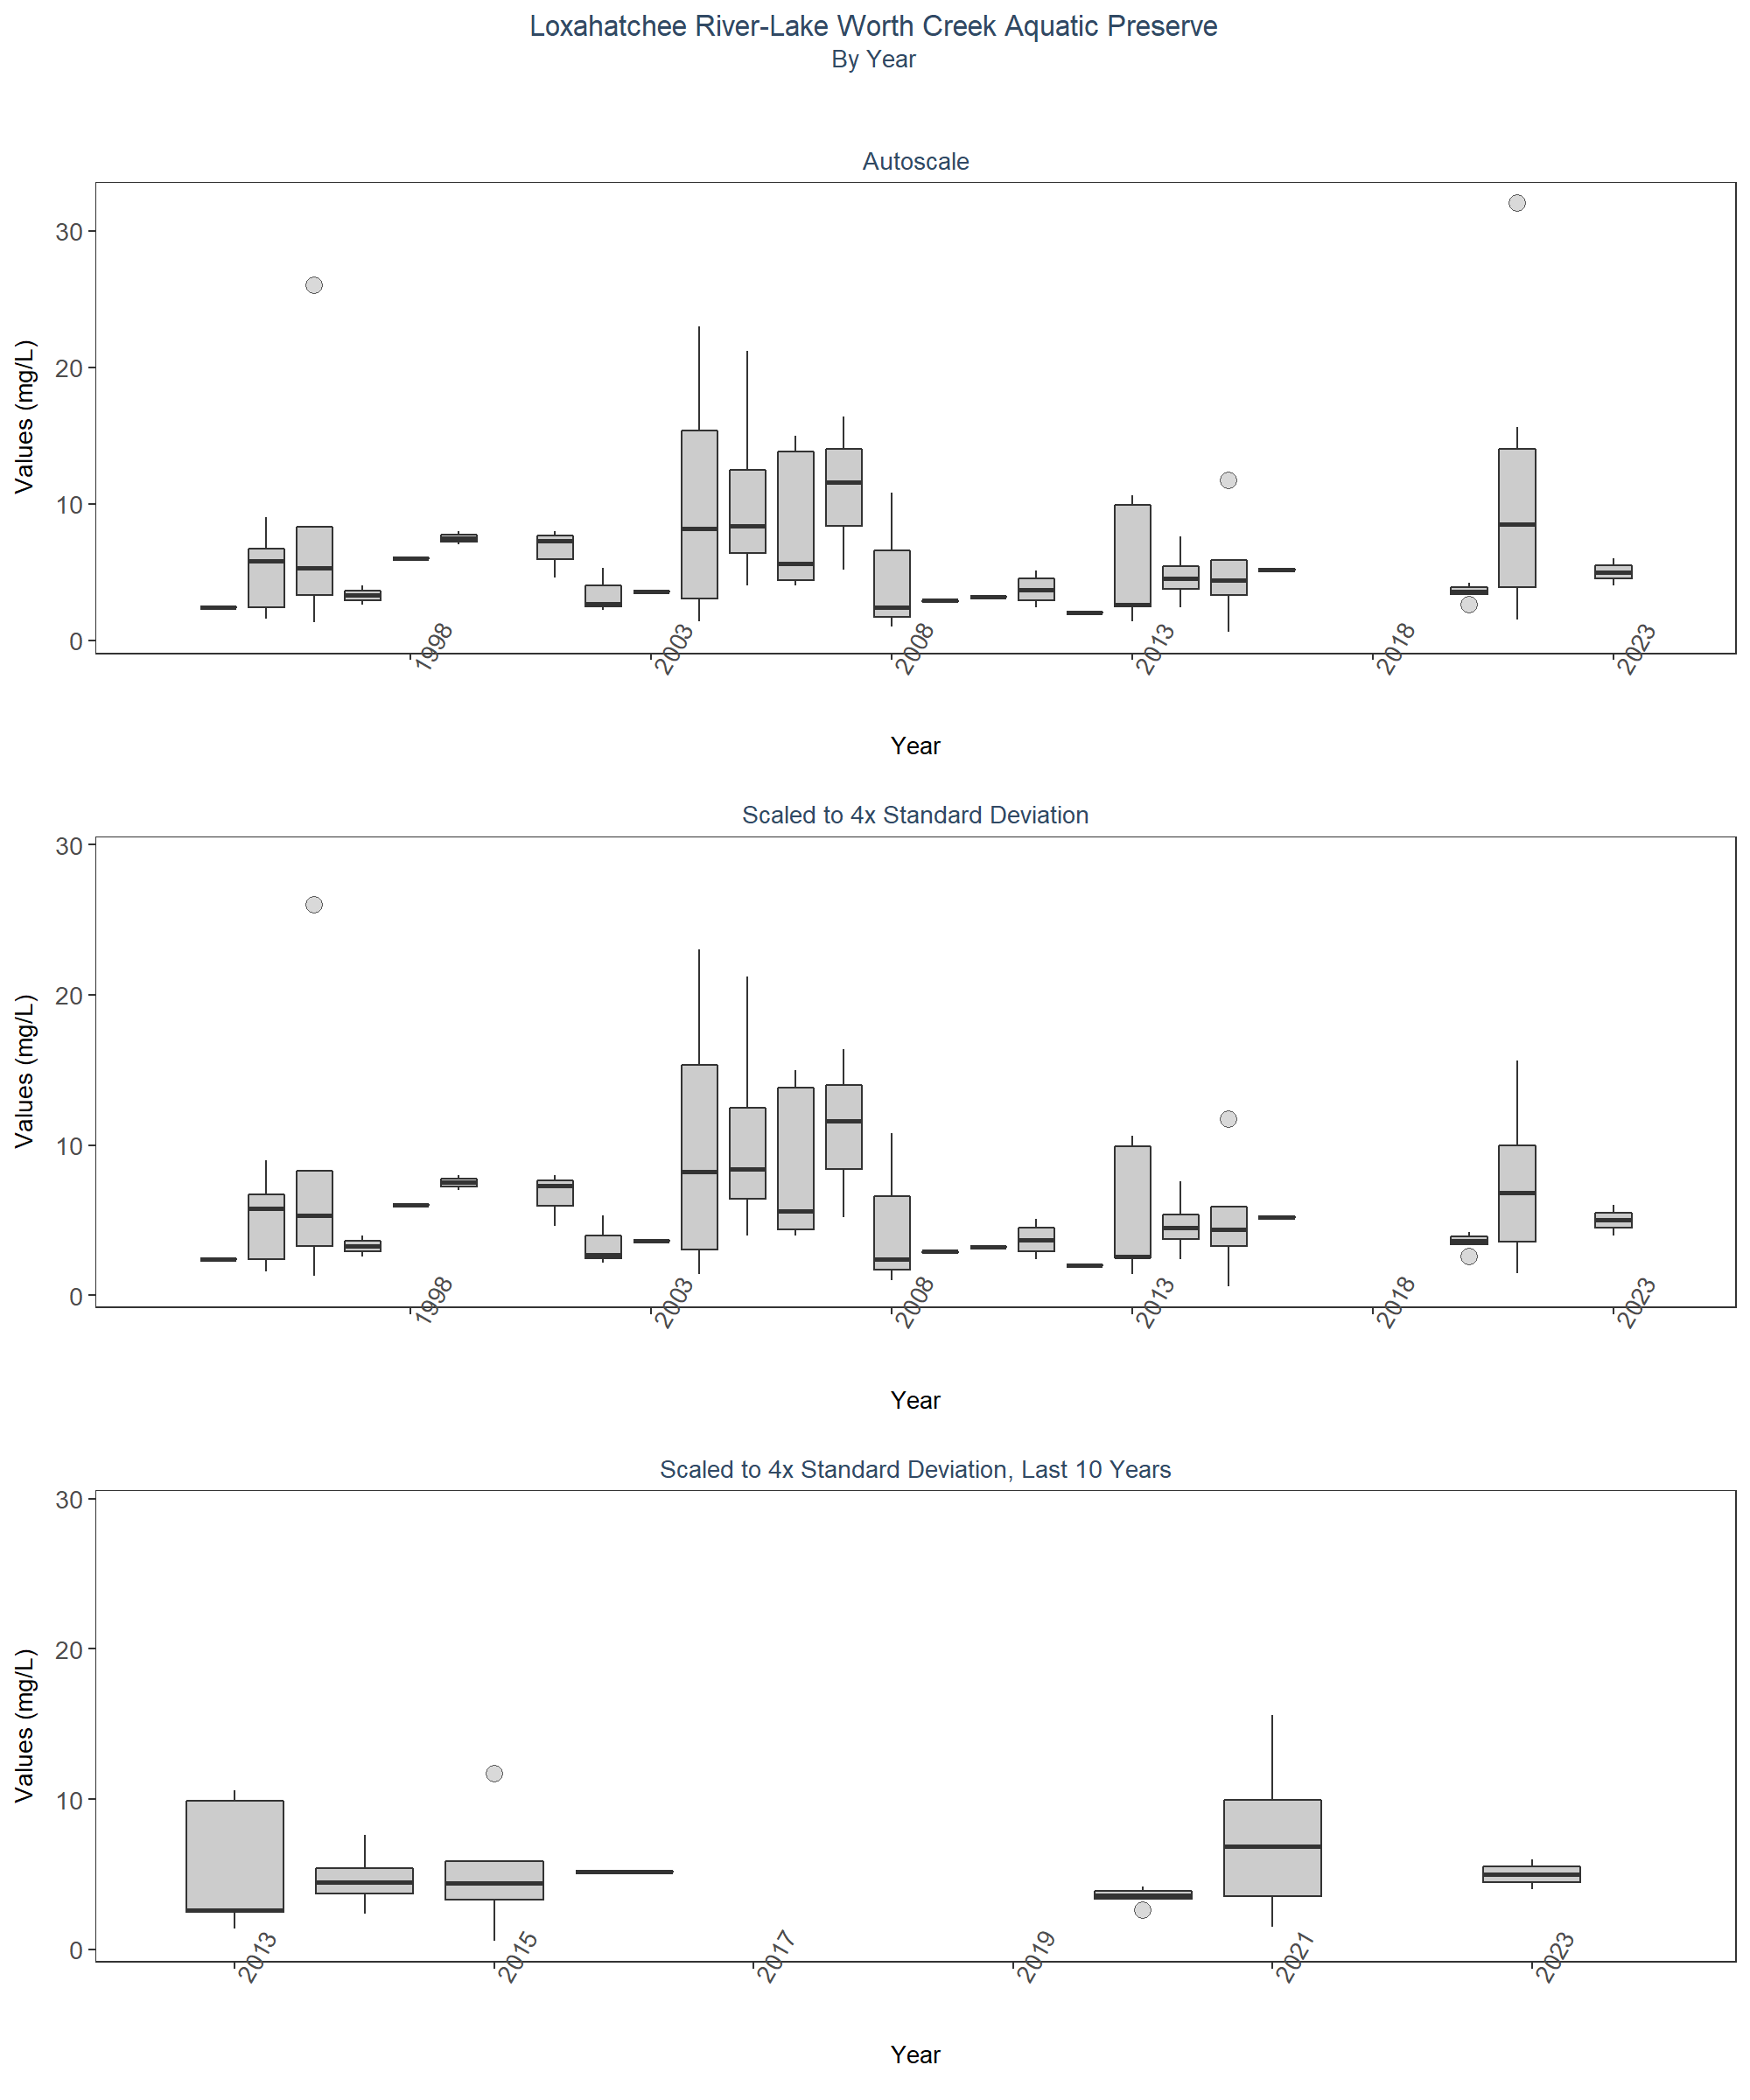 Loxahatchee River-Lake Worth Creek Aquatic Preserve
By Year
Autoscale
Values (mg/L)
30
20
10
0
1998
2003
2008
2013
2018
2023
Year
Scaled to 4x Standard Deviation
Values (mg/L)
30
20
10
0
1998
2003
2008
2013
2018
2023
Year
Scaled to 4x Standard Deviation, Last 10 Years
Values (mg/L)
30
20
10
0
2013
2015
2017
2019
2021
2023
Year